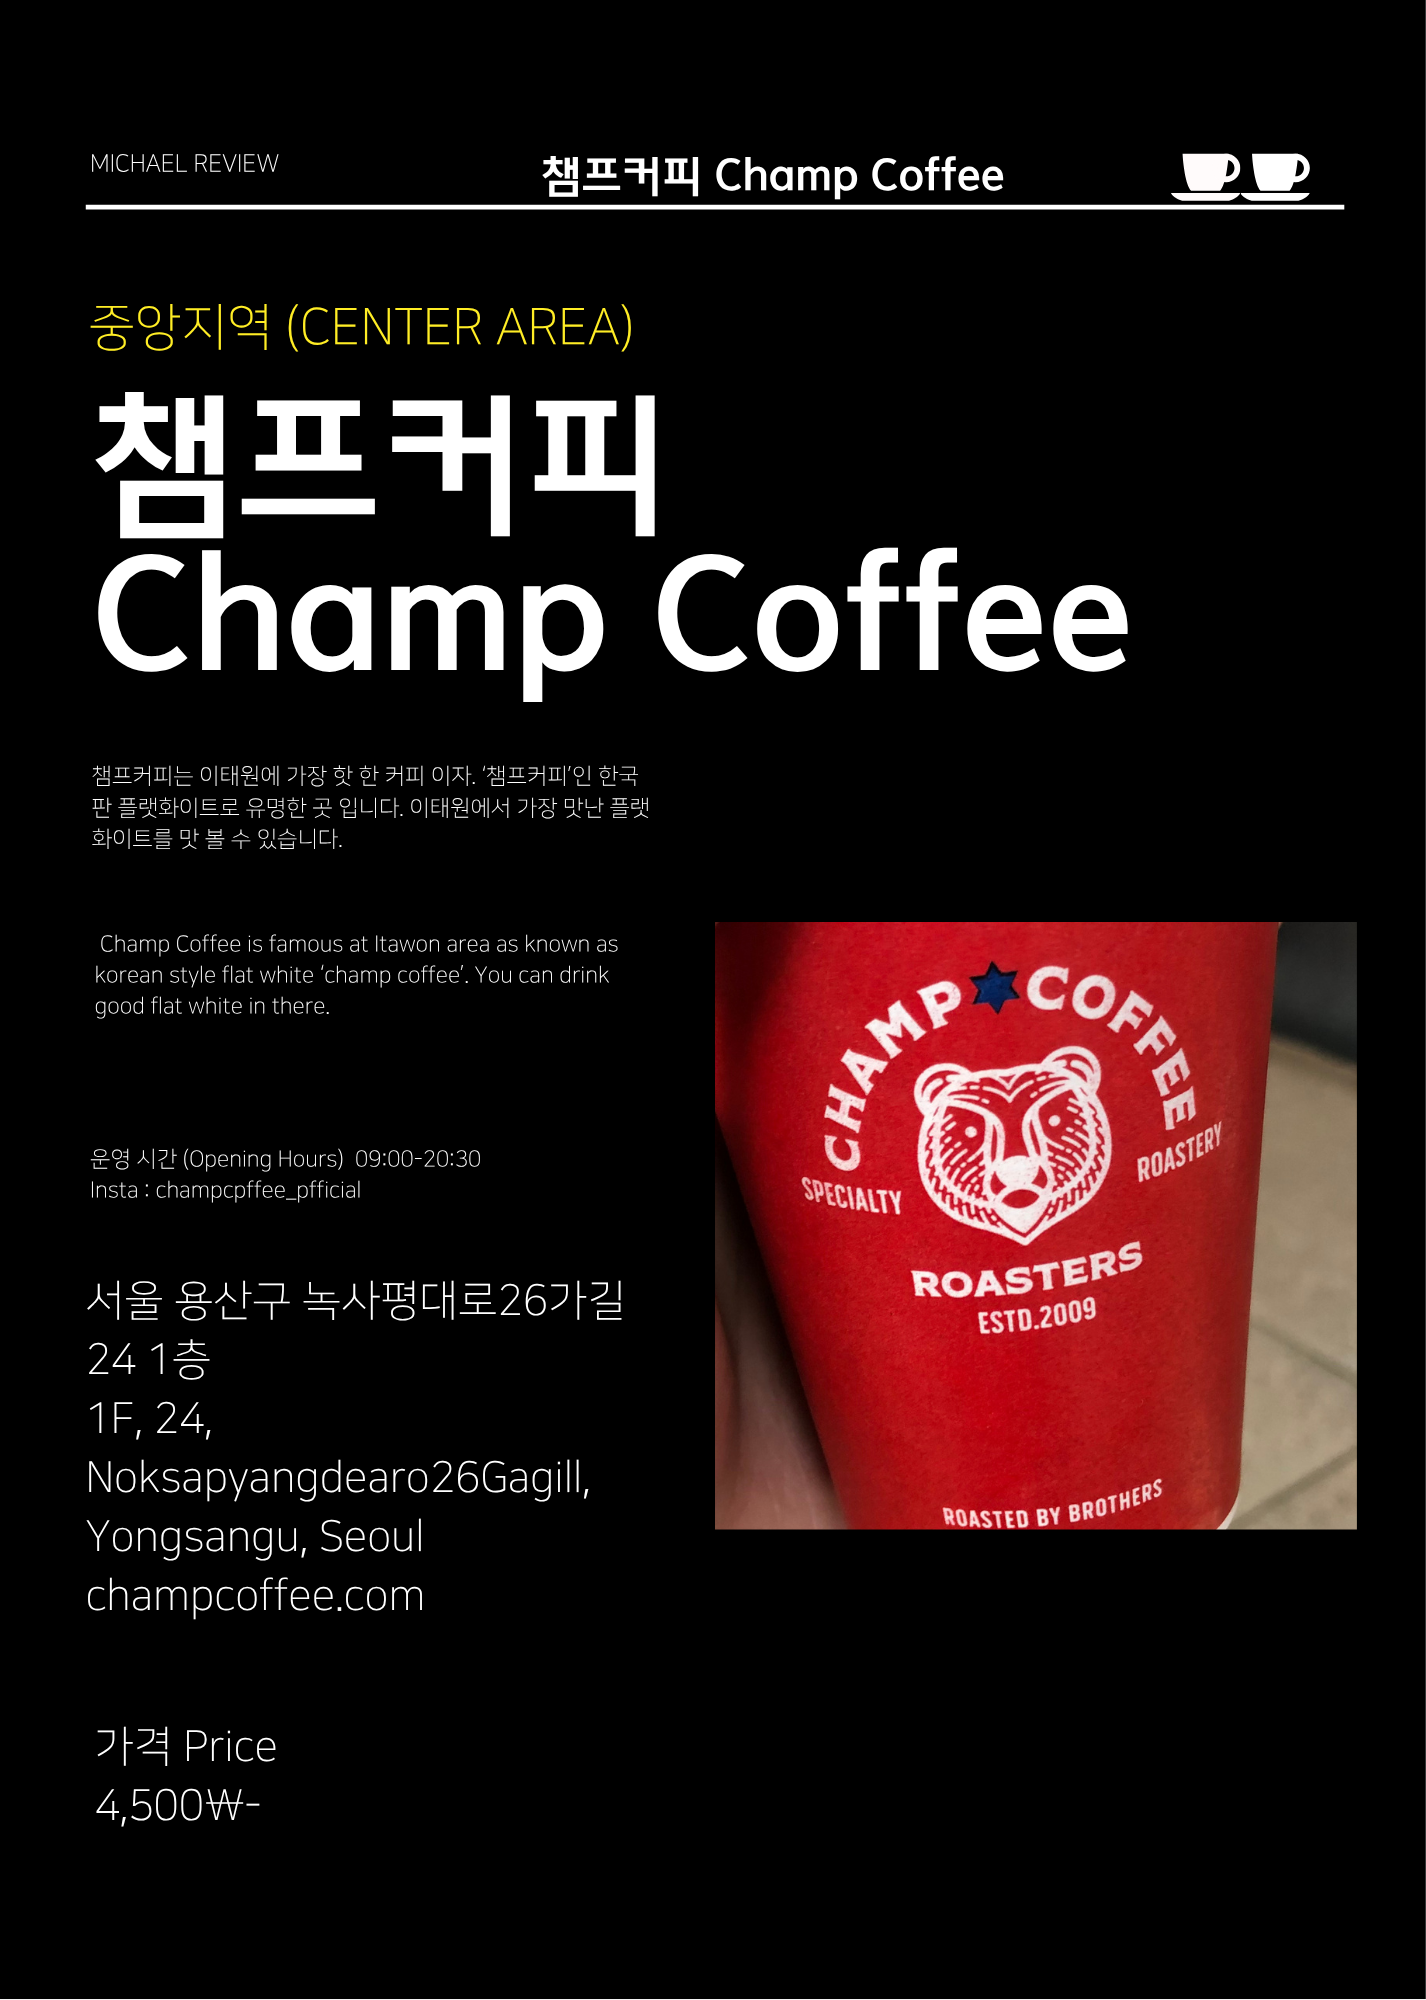 MICHAEL REVIEW
챔프커피 Champ Coffee
중앙지역 (CENTER AREA)
챔프커피
Champ Coffee
챔프커피는 이태원에 가장 핫 한 커피 이자. ‘챔프커피’인 한국
판 플랫화이트로 유명한 곳 입니다. 이태원에서 가장 맛난 플랫
화이트를 맛 볼 수 있습니다.
Champ Coffee is famous at Itawon area as known as
korean style flat white ‘champ coffee’. You can drink
good flat white in there.
운영 시간 (Opening Hours) 09:00-20:30
Insta : champcpffee_pfficial
서울 용산구 녹사평대로26가길
24 1층
1F, 24,
Noksapyangdearo26Gagill,
Yongsangu, Seoul
champcoffee.com
가격 Price
4,500₩-
CHAMP COFFEE
SPECIALTY
ROASTERY
ROASTERS
ESTD.2009
ROASTED BY BROTHERS